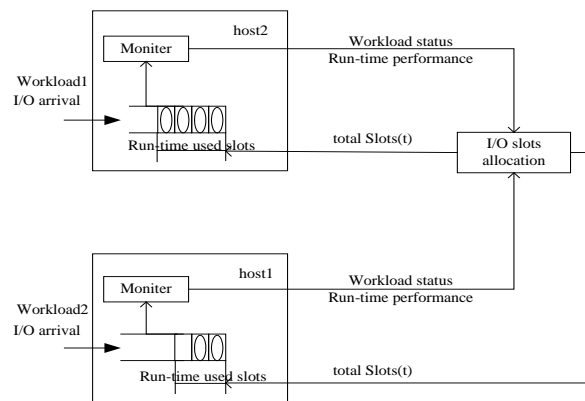 host2
Moniter
Workload status
Run-time performance
Workload1
I/O arrival
Run-time used slots
total Slots(t)
I/O slots
allocation
host1
Moniter
Workload status
Run-time performance
Workload2
I/O arrival
Run-time used slots
total Slots(t)